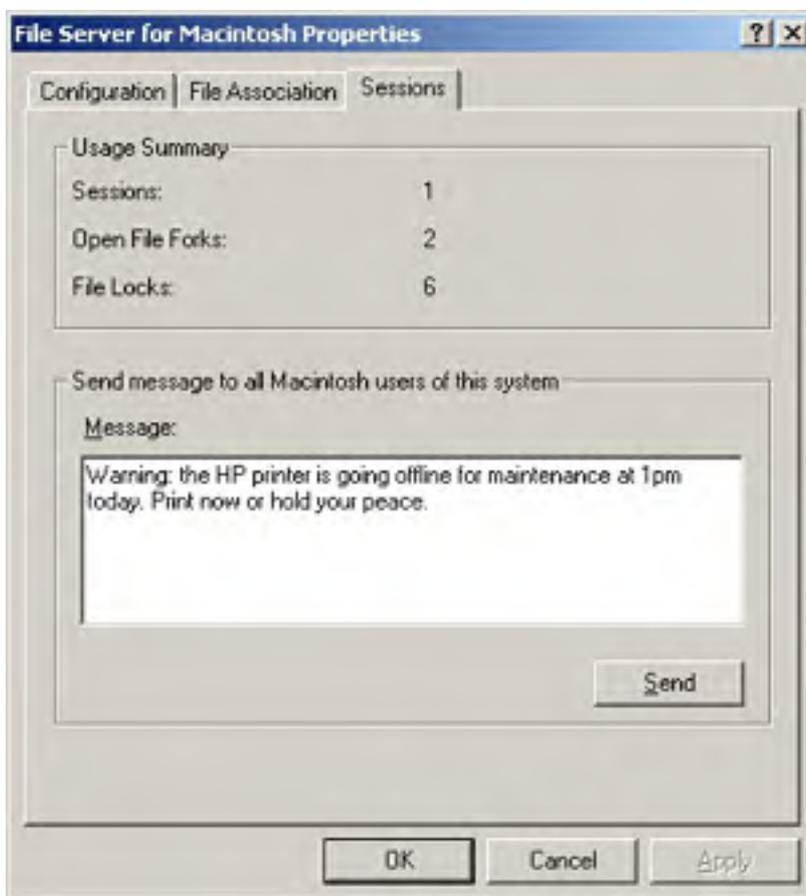 File Server for Macintosh Properties
Configuration File Association Sessions
Usage Summary
Sessions: 1
Open File Forks: 2
File Locks: 6
Send message to all Macintosh users of this system
Message:
Warning: the HP printer is going offline for maintenance at 1pm
today. Print now or hold your peace.
Send
OK Cancel Apply